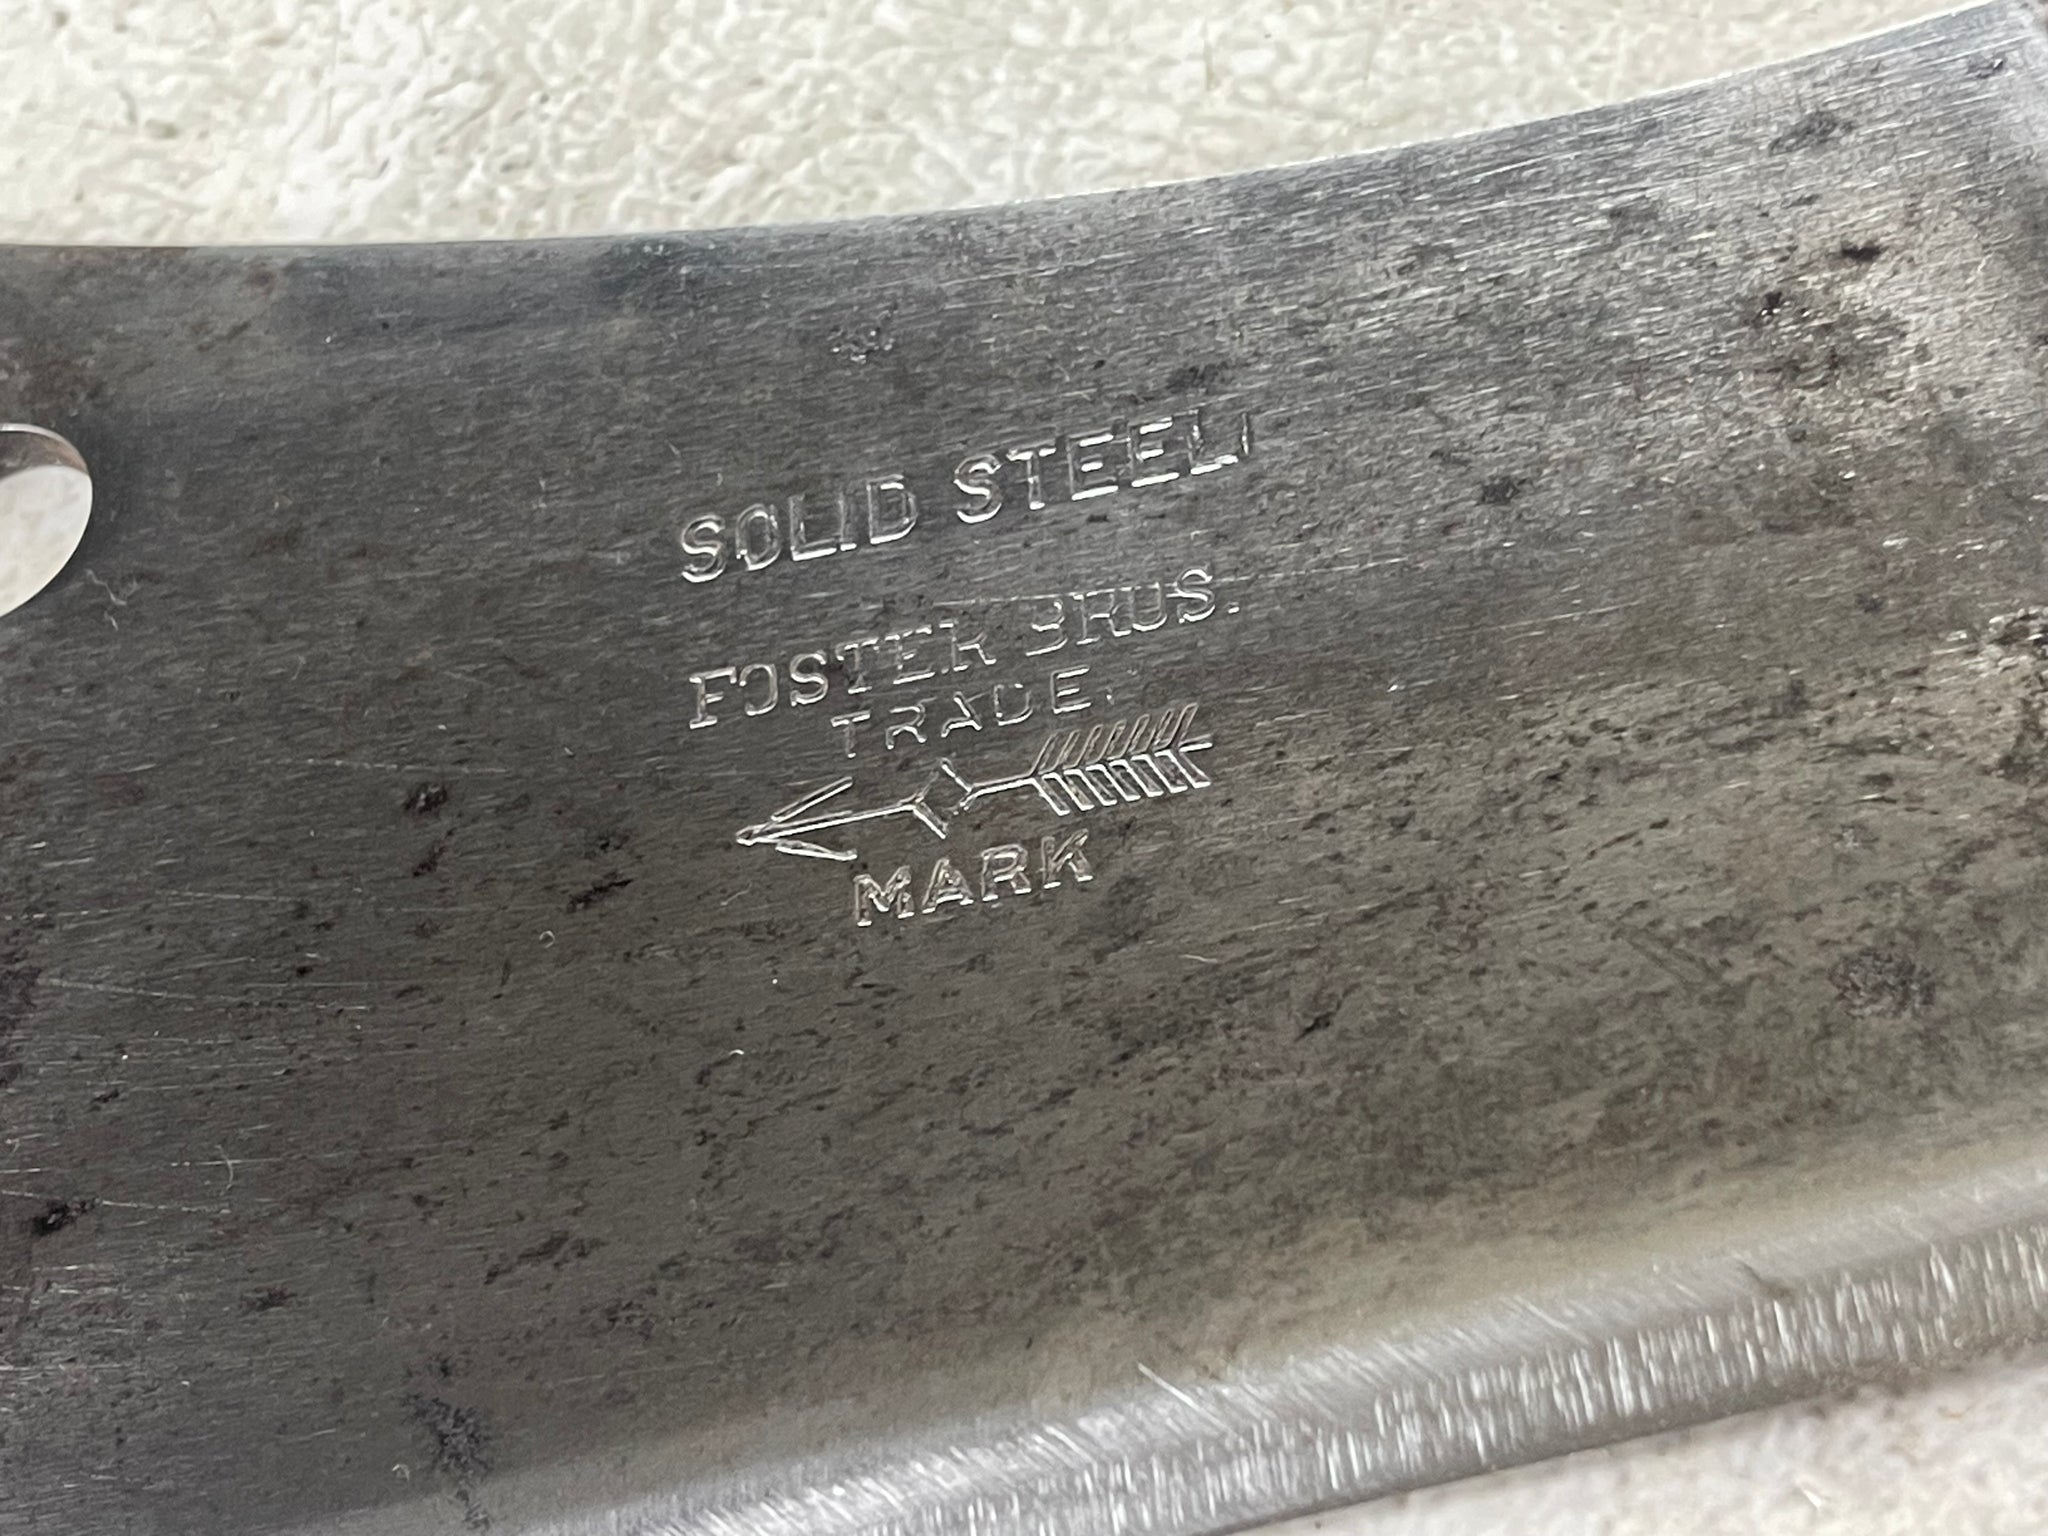 SOLID STEEL
FOSTER BROS.
TRADE
MARK